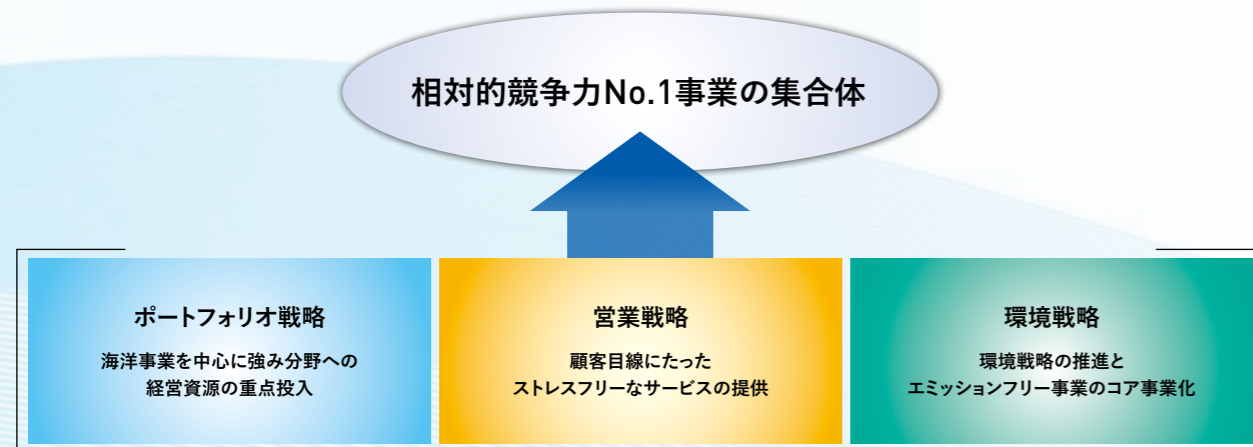 相対的競争力No.1事業の集合体
ポートフォリオ戦略
海洋事業を中心に強み分野への
経営資源の重点投入
営業戦略
顧客目線にたった
ストレスフリーなサービスの提供
環境戦略
環境戦略の推進と
エミッションフリー事業のコア事業化